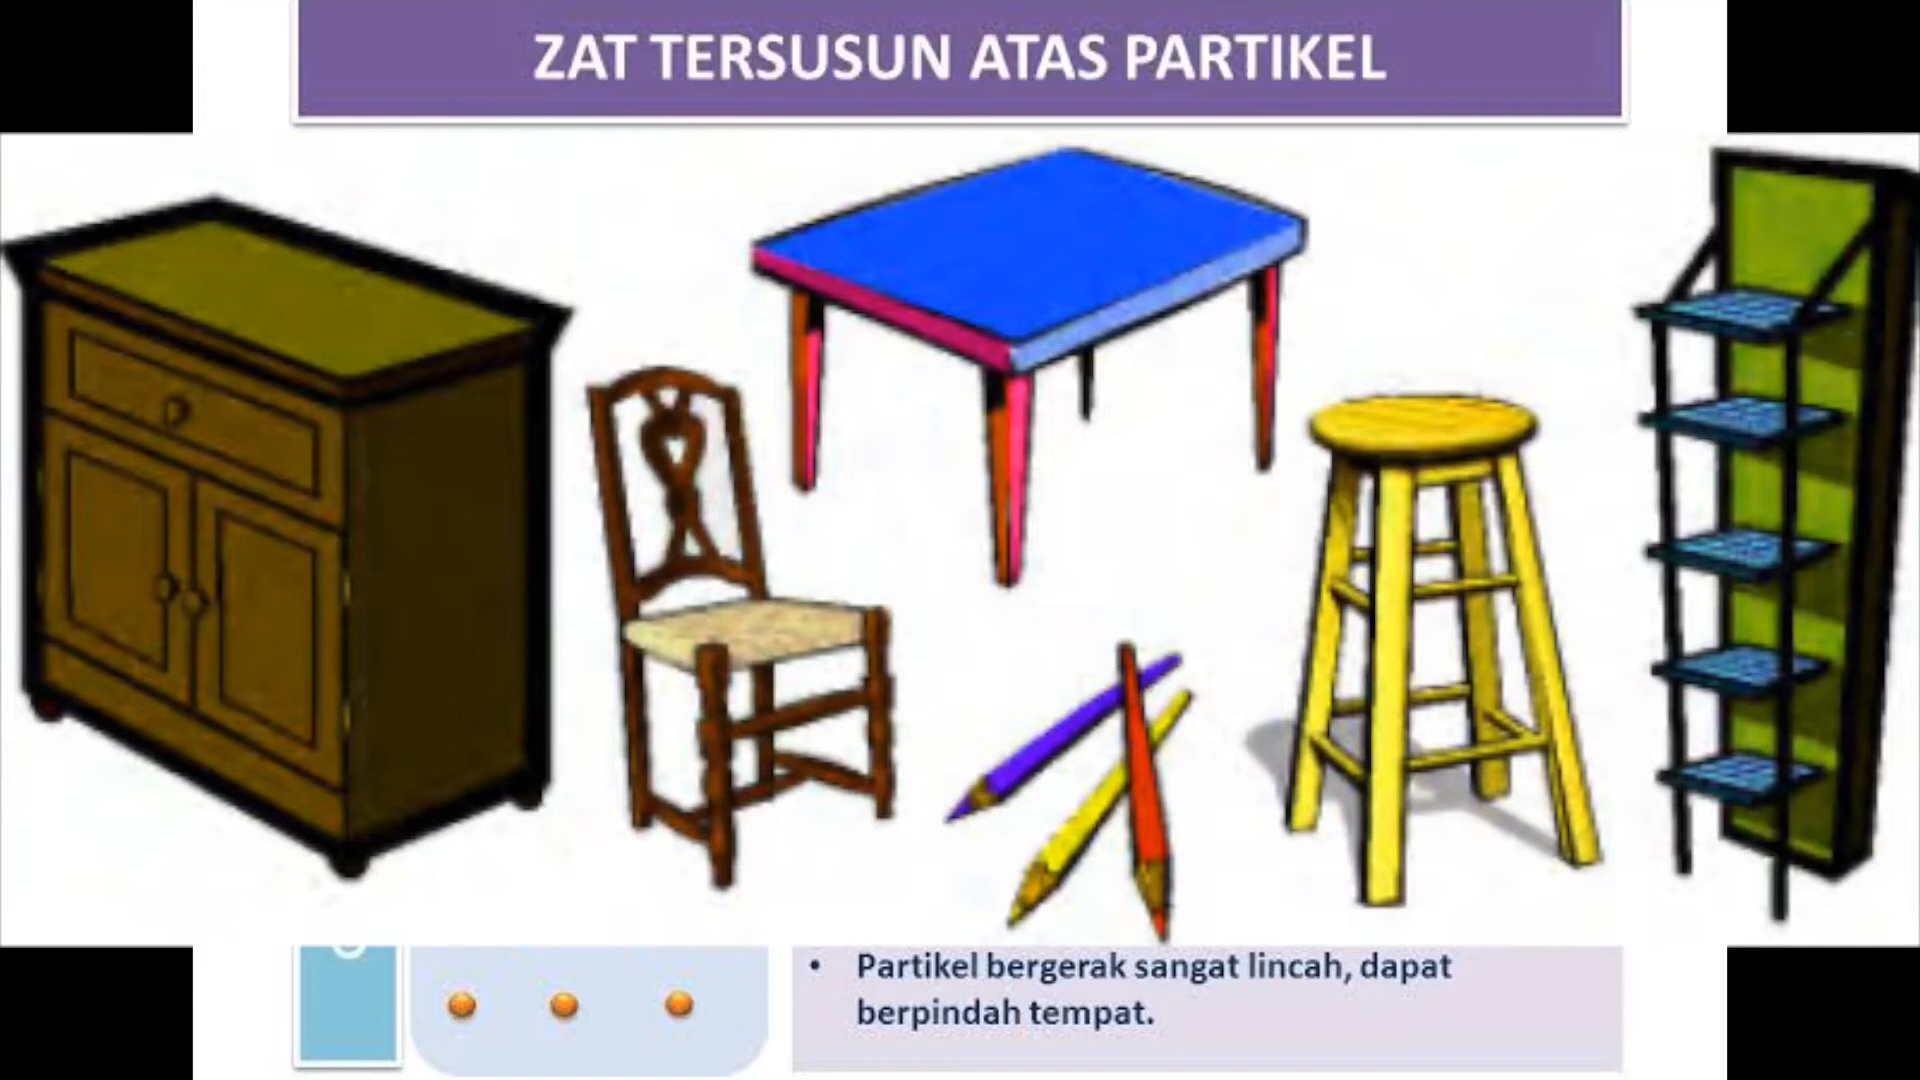 ZAT TERSUSUN ATAS PARTIKEL
• Partikel bergerak sangat lincah, dapat
berpindah tempat.